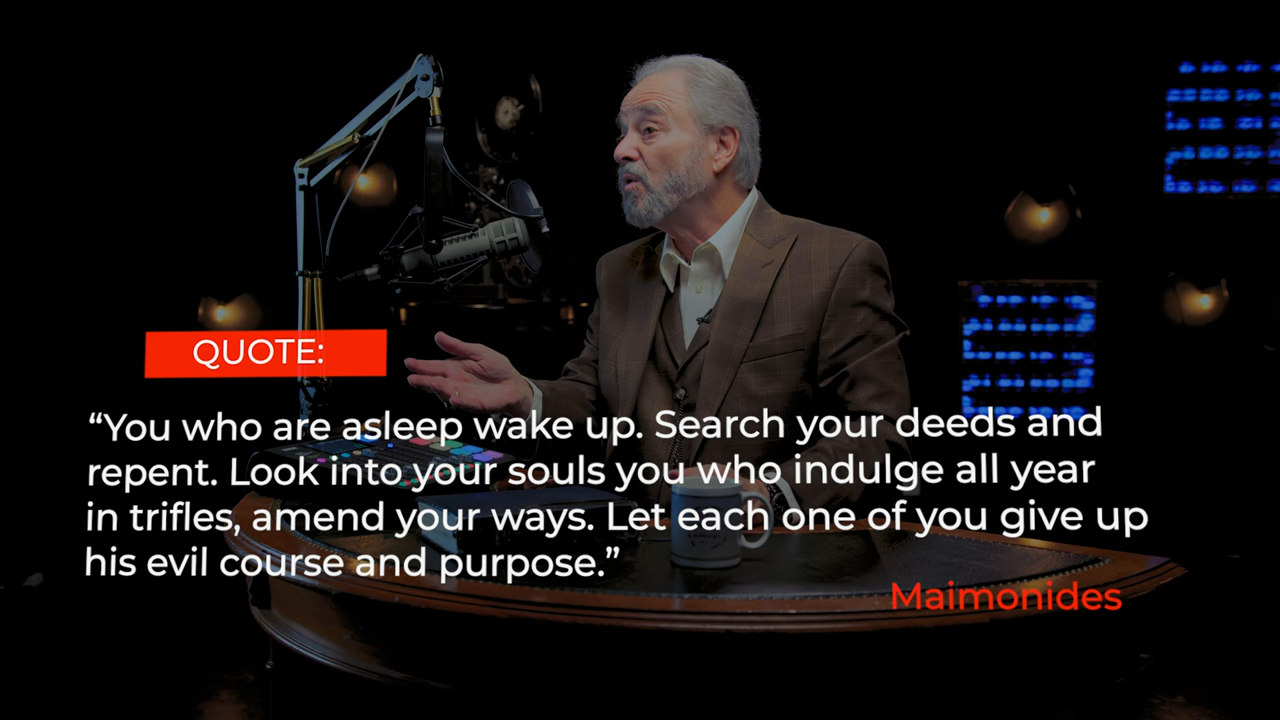 QUOTE:
“You who are asleep wake up. Search your deeds and
repent. Look into your souls you who indulge all year
in trifles, amend your ways. Let each one of you give up
his evil course and purpose.”
Maimonides